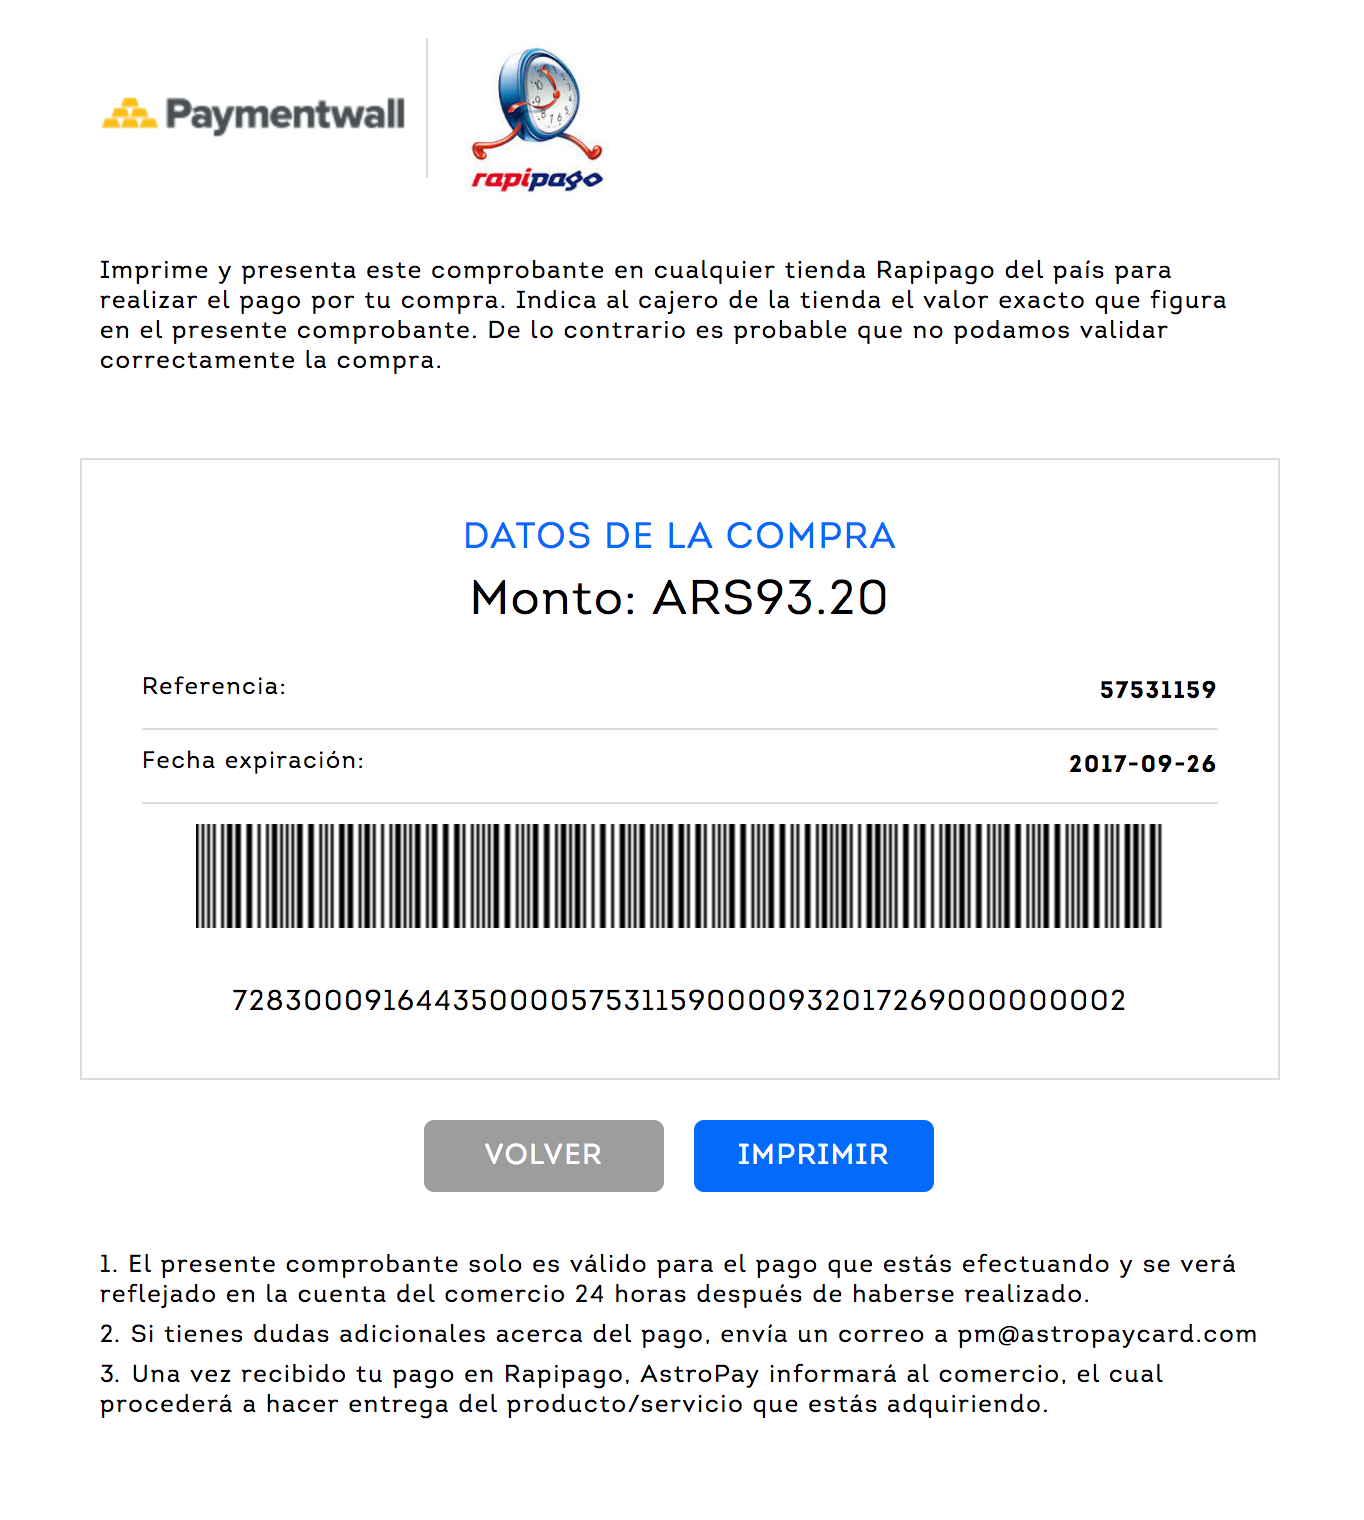 Paymentwall
rapipago
Imprime y presenta este comprobante en cualquier tienda Rapipago del país para
realizar el pago por tu compra. Indica al cajero de la tienda el valor exacto que figura
en el presente comprobante. De lo contrario es probable que no podamos validar
correctamente la compra.
DATOS DE LA COMPRA
Monto: ARS93.20
Referencia: 57531159
Fecha expiración: 2017-09-26
728300091644350000575311590000932017269000000002
VOLVER IMPRIMIR
1. El presente comprobante solo es válido para el pago que estás efectuando y se verá
reflejado en la cuenta del comercio 24 horas después de haberse realizado.
2. Si tienes dudas adicionales acerca del pago, envía un correo a pm@astropaycard.com
3. Una vez recibido tu pago en Rapipago, AstroPay informará al comercio, el cual
procederá a hacer entrega del producto/servicio que estás adquiriendo.